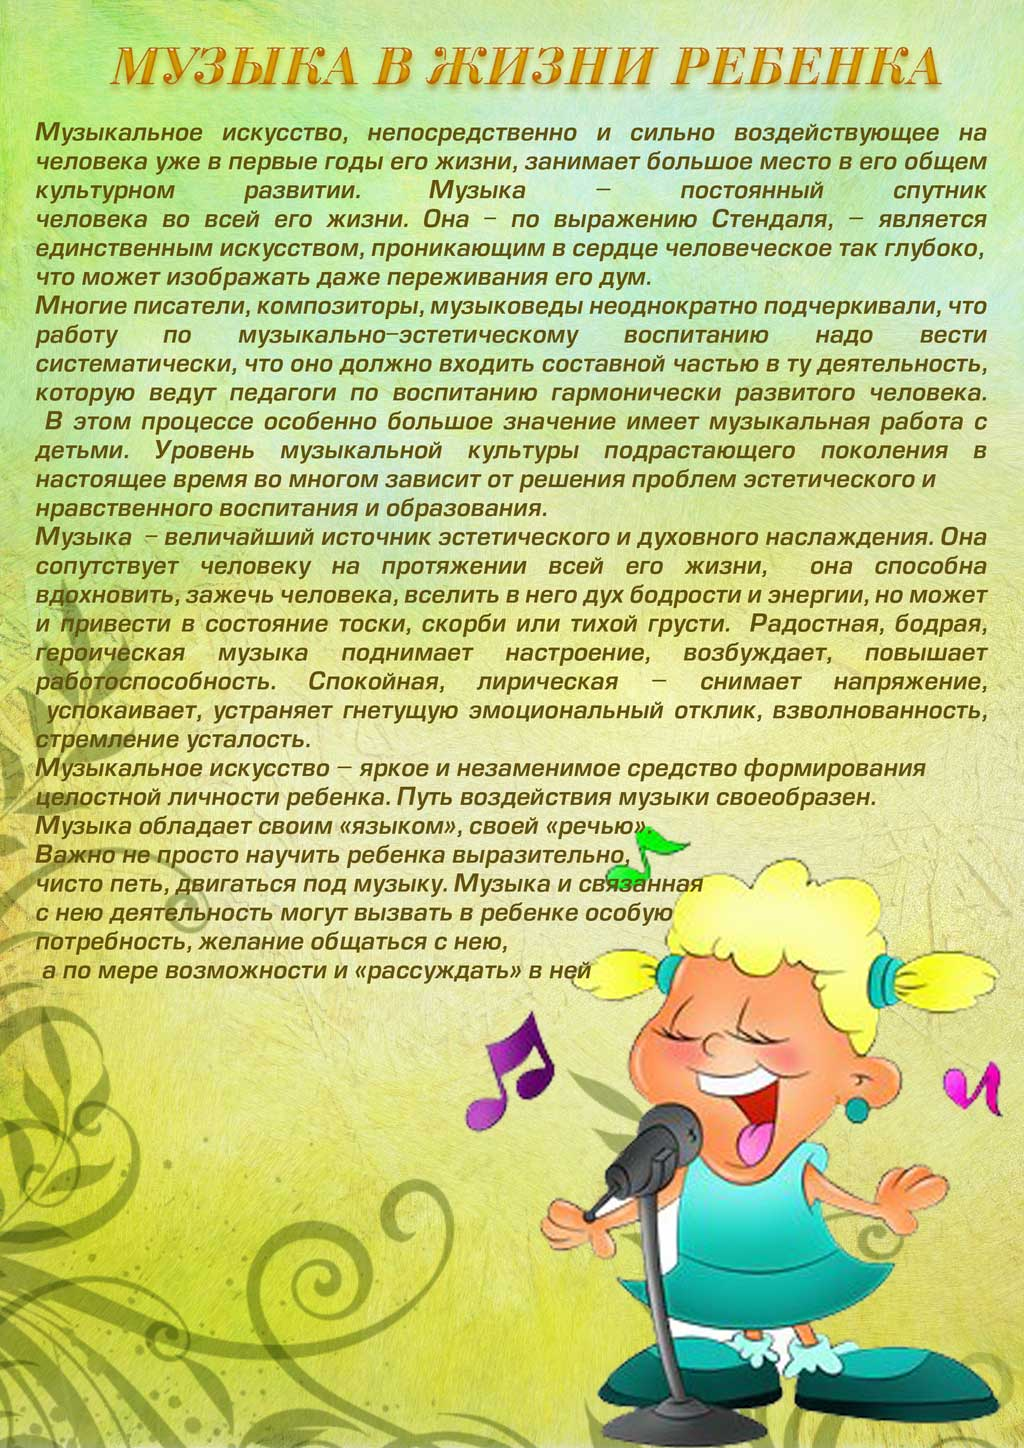 МУЗЫКА В ЖИЗНИ РЕБЕНКА
Музыкальное искусство, непосредственно и сильно воздействующее на
человека уже в первые годы его жизни, занимает большое место в его общем
культурном развитии. Музыка – постоянный спутник
человека во всей его жизни. Она – по выражению Стендаля, – является
единственным искусством, проникающим в сердце человеческое так глубоко,
что может изображать даже переживания его дум.
Многие писатели, композиторы, музыковеды неоднократно подчеркивали, что
работу по музыкально-эстетическому воспитанию надо вести
систематически, что оно должно входить составной частью в ту деятельность,
которую ведут педагоги по воспитанию гармонически развитого человека.
В этом процессе особенно большое значение имеет музыкальная работа с
детьми. Уровень музыкальной культуры подрастающего поколения в
настоящее время во многом зависит от решения проблем эстетического и
нравственного воспитания и образования.
Музыка – величайший источник эстетического и духовного наслаждения. Она
сопутствует человеку на протяжении всей его жизни, она способна
вдохновить, зажечь человека, вселить в него дух бодрости и энергии, но может
и привести в состояние тоски, скорби или тихой грусти. Радостная, бодрая,
героическая музыка поднимает настроение, возбуждает, повышает
работоспособность. Спокойная, лирическая – снимает напряжение,
успокаивает, устраняет гнетущую эмоциональный отклик, взволнованность,
стремление усталость.
Музыкальное искусство – яркое и незаменимое средство формирования
целостной личности ребенка. Путь воздействия музыки своеобразен.
Музыка обладает своим «языком», своей «речью».
Важно не просто научить ребенка выразительно,
чисто петь, двигаться под музыку. Музыка и связанная
с нею деятельность могут вызвать в ребенке особую
потребность, желание общаться с нею,
а по мере возможности и «рассуждать» в ней